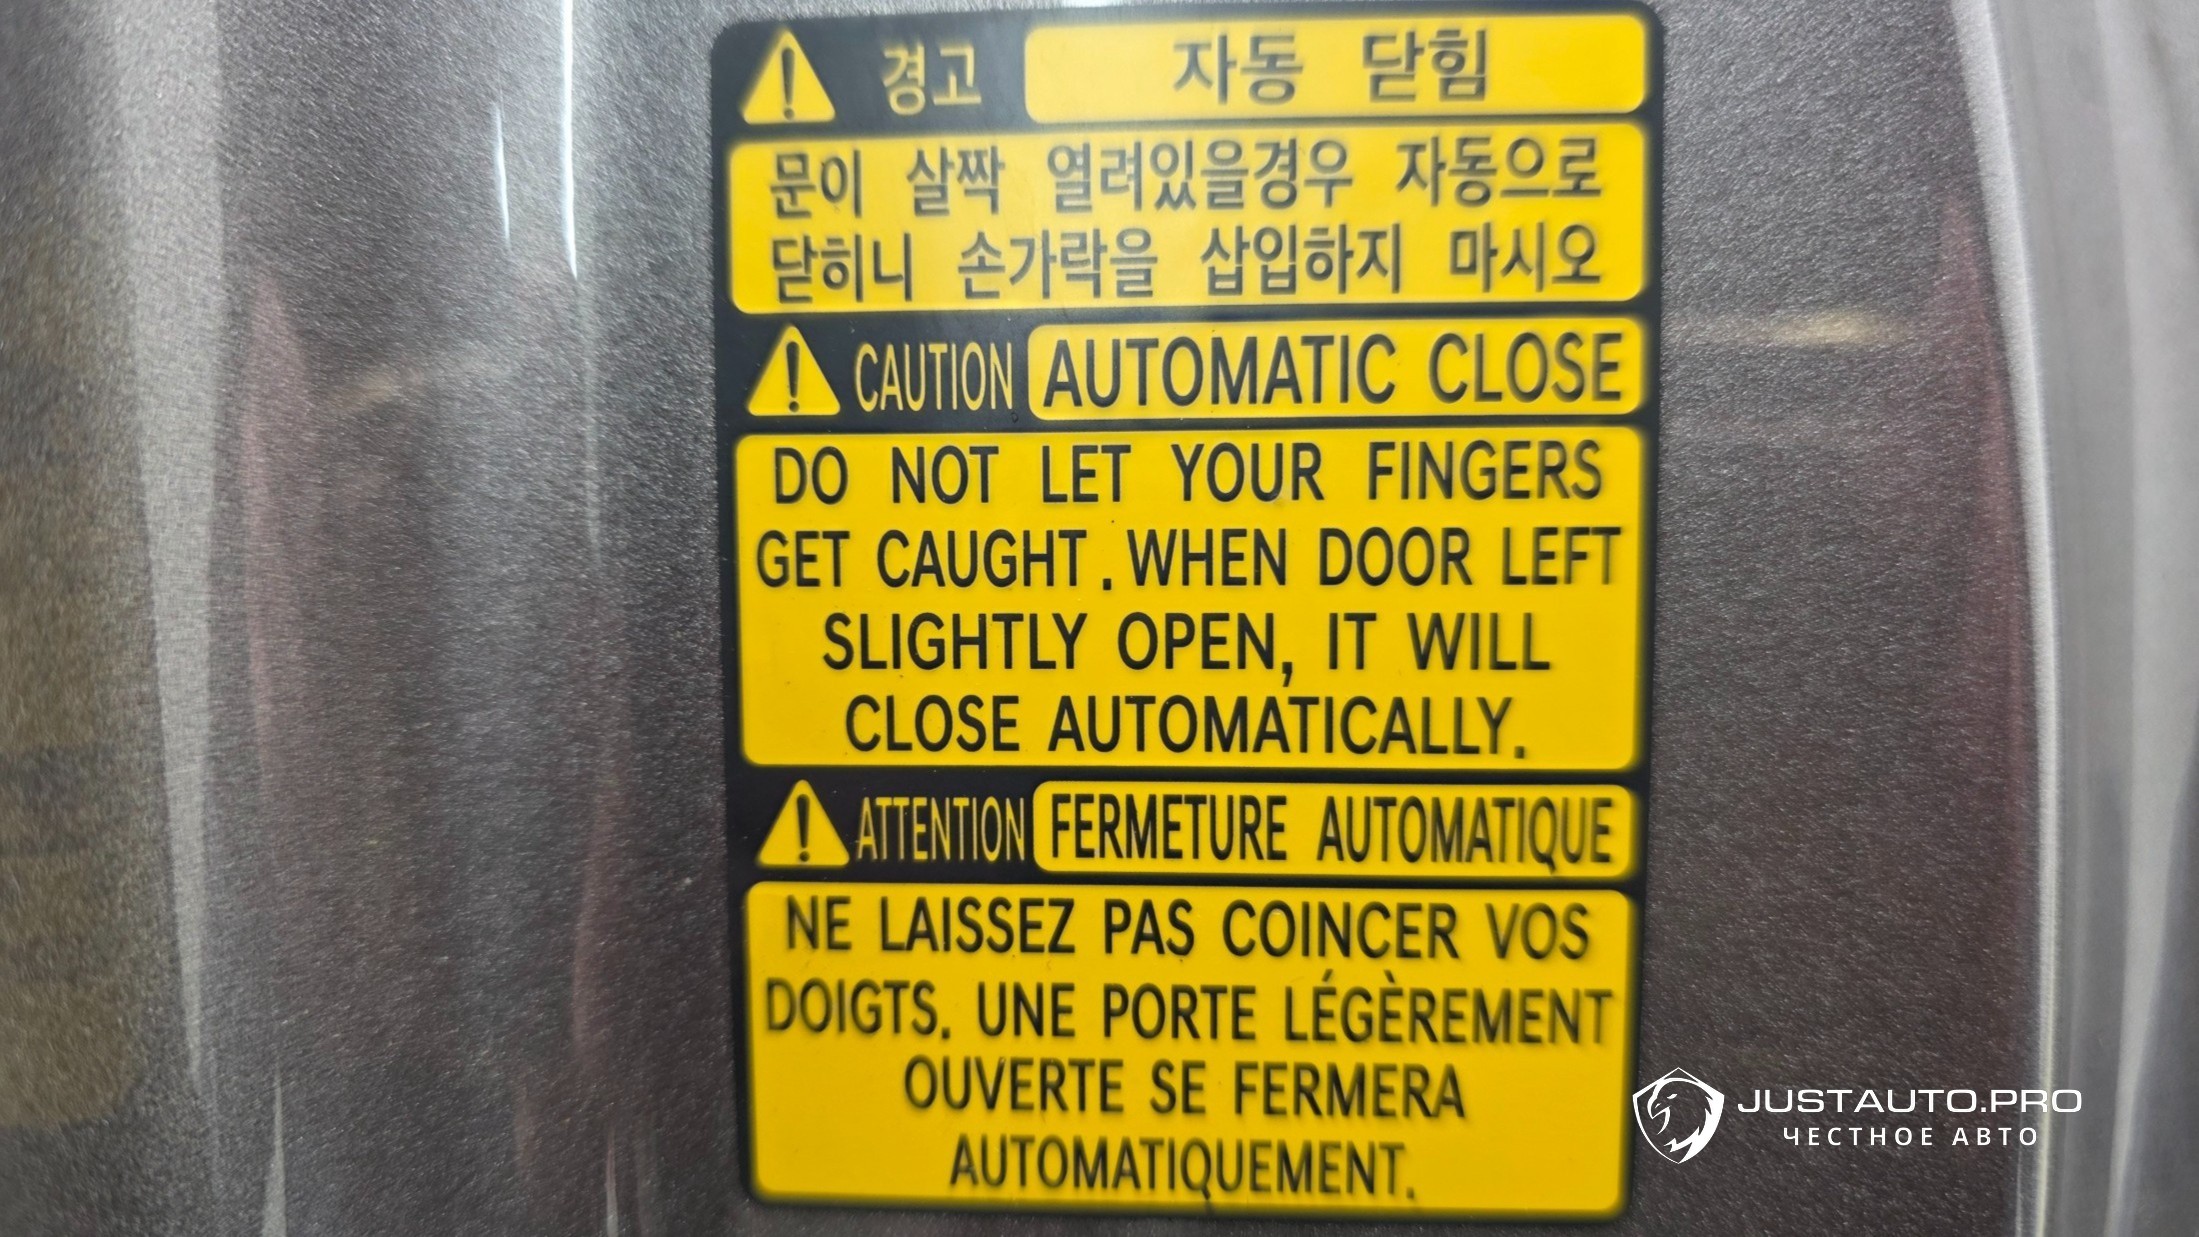 경고 자동 닫힘
문이 살짝 열려있을경우 자동으로
닫히니 손가락을 삽입하지 마시오
CAUTION AUTOMATIC CLOSE
DO NOT LET YOUR FINGERS
GET CAUGHT. WHEN DOOR LEFT
SLIGHTLY OPEN, IT WILL
CLOSE AUTOMATICALLY.
ATTENTION FERMETURE AUTOMATIQUE
NE LAISSEZ PAS COINCER VOS
DOIGTS. UNE PORTE LÉGÈREMENT
OUVERTE SE FERMERA
AUTOMATIQUEMENT.
JUSTAUTO.PRO
ЧЕСТНОЕ АВТО